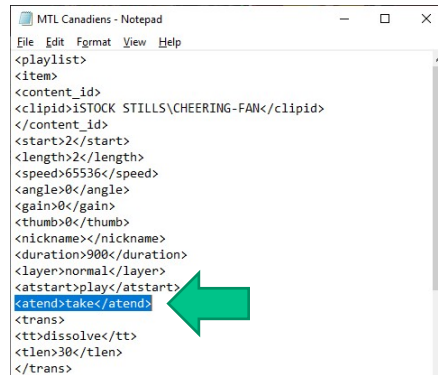 MTL Canadiens - Notepad
File Edit Format View Help
<playlist>
<item>
<content_id>
<clipid>iSTOCK STILLS\CHEERING-FAN</clipid>
</content_id>
<start>2</start>
<length>2</length>
<speed>65536</speed>
<angle>0</angle>
<gain>0</gain>
<thumb>0</thumb>
<nickname></nickname>
<duration>900</duration>
<layer>normal</layer>
<atstart>play</atstart>
<atend>take</atend>
<trans>
<tt>dissolve</tt>
<tlen>30</tlen>
</trans>